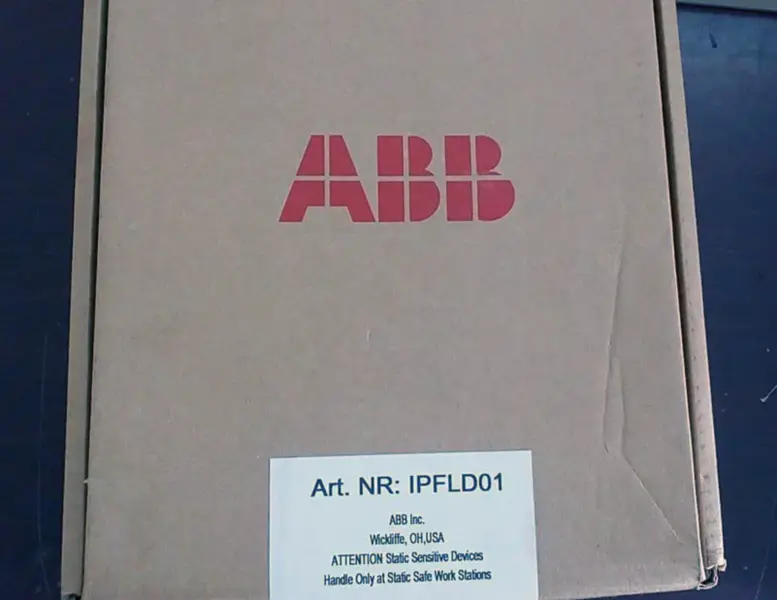 ABB
Art. NR: IPFLD01
ABB Inc.
Wickliffe, OH,USA
ATTENTION Static Sensitive Devices
Handle Only at Static Safe Work Stations